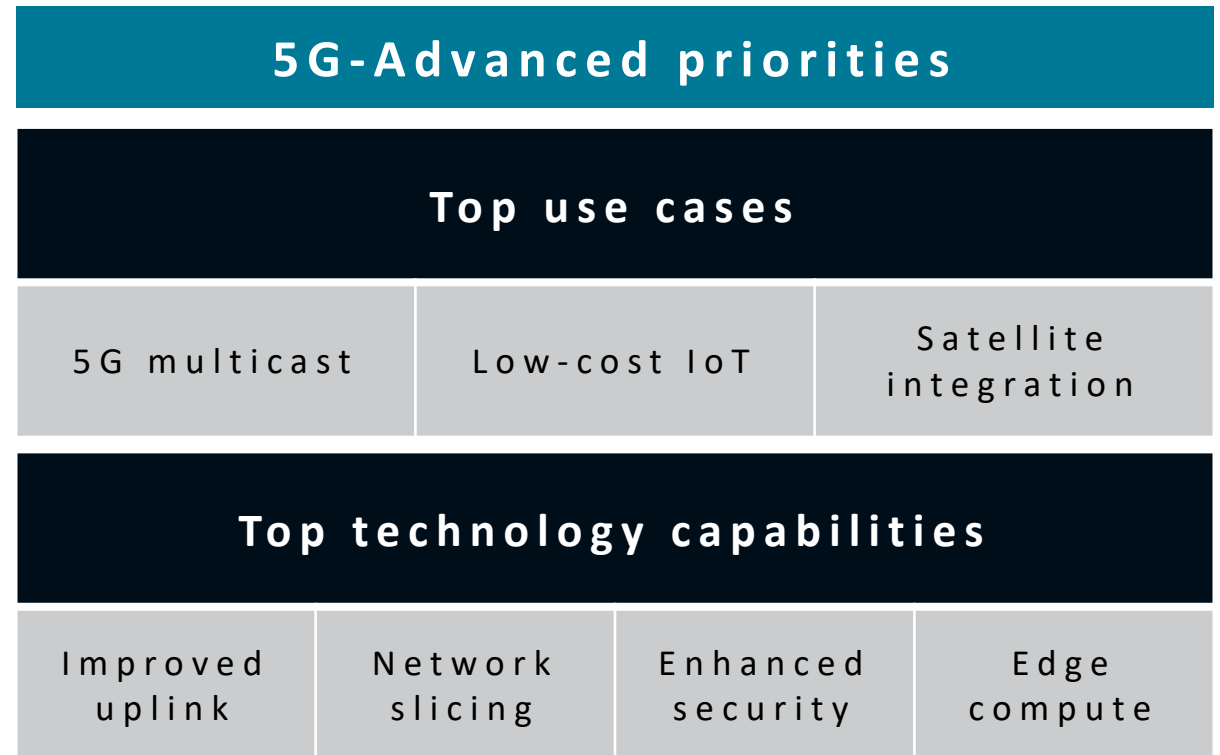 5G-Advanced priorities
Top use cases
5G multicast
Low-cost IoT
Satellite
integration
Top technology capabilities
Improved
uplink
Network
slicing
Enhanced
security
Edge
compute